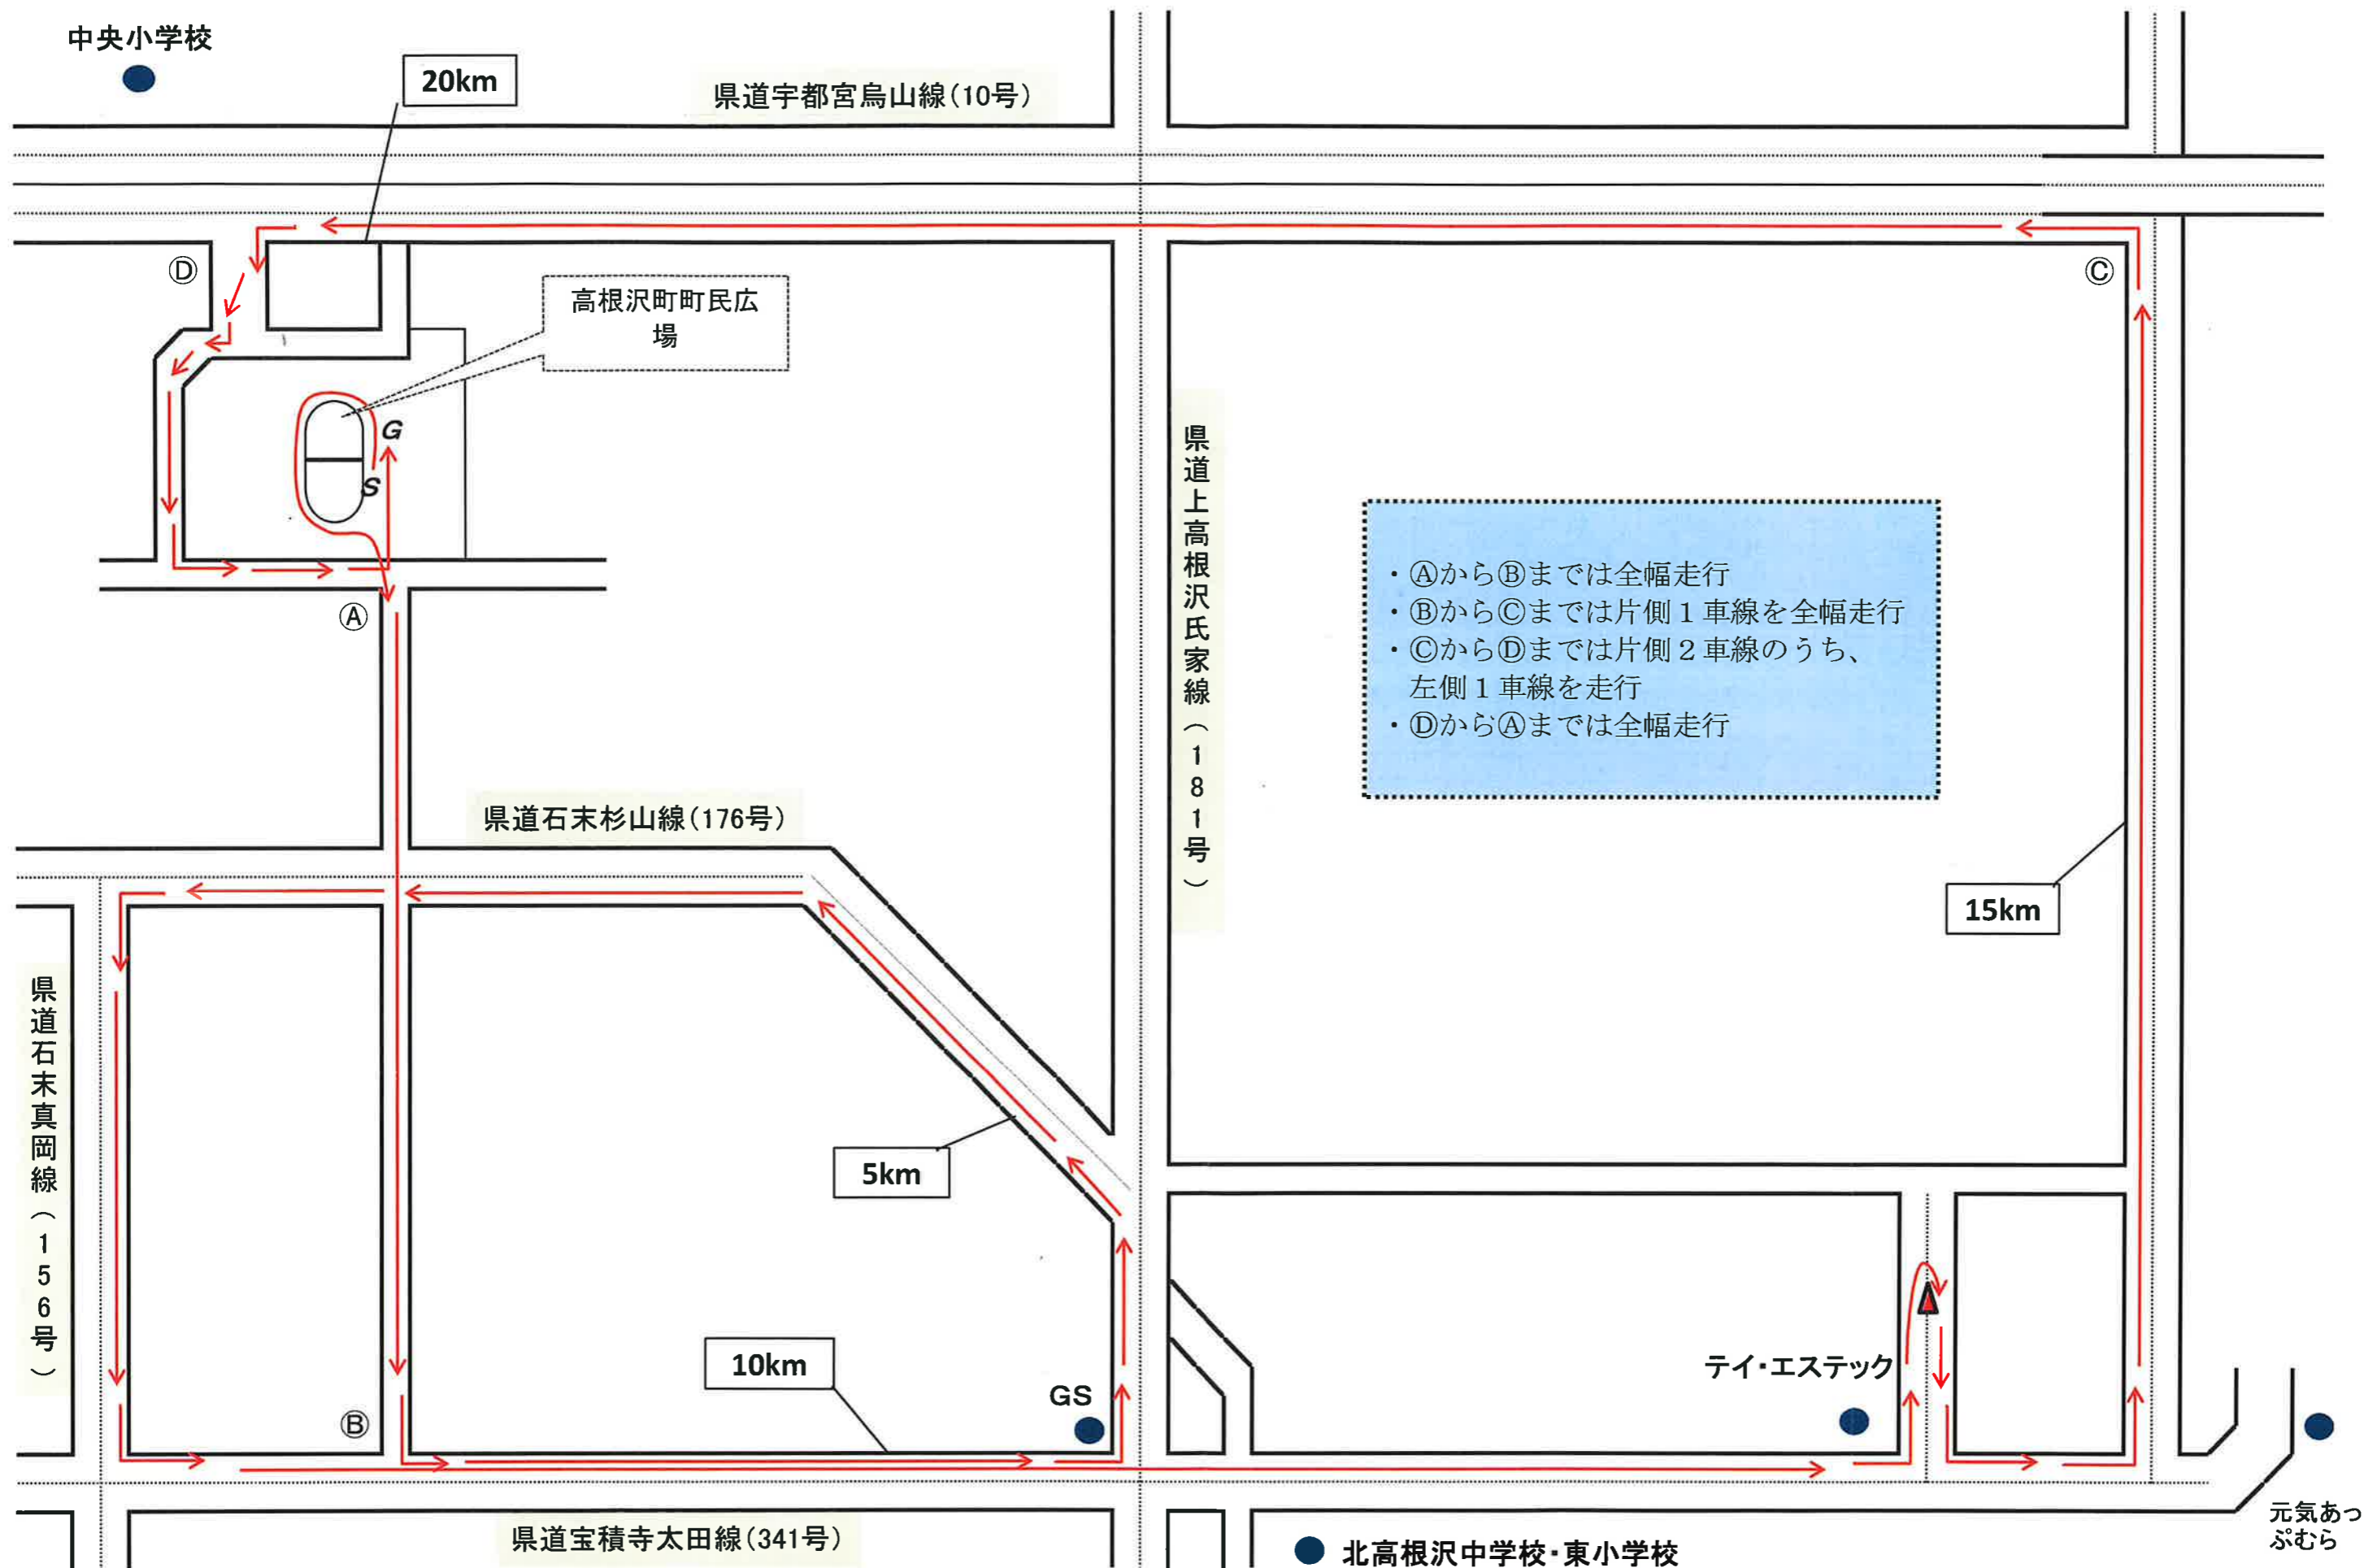 中央小学校
20km
県道宇都宮烏山線(10号)
Ⓓ
高根沢町町民広
場
Ⓒ
G
S
県道上高根沢氏家線(181号)
・ⒶからⒷまでは全幅走行
・ⒷからⒸまでは片側1車線を全幅走行
・ⒸからⒹまでは片側2車線のうち、
左側1車線を走行
・ⒹからⒶまでは全幅走行
Ⓐ
県道石末杉山線(176号)
15km
県道石末真岡線(156号)
5km
10km
GS
テイ・エステック
Ⓑ
県道宝積寺太田線(341号)
北高根沢中学校・東小学校
元気あっ
ぷむら